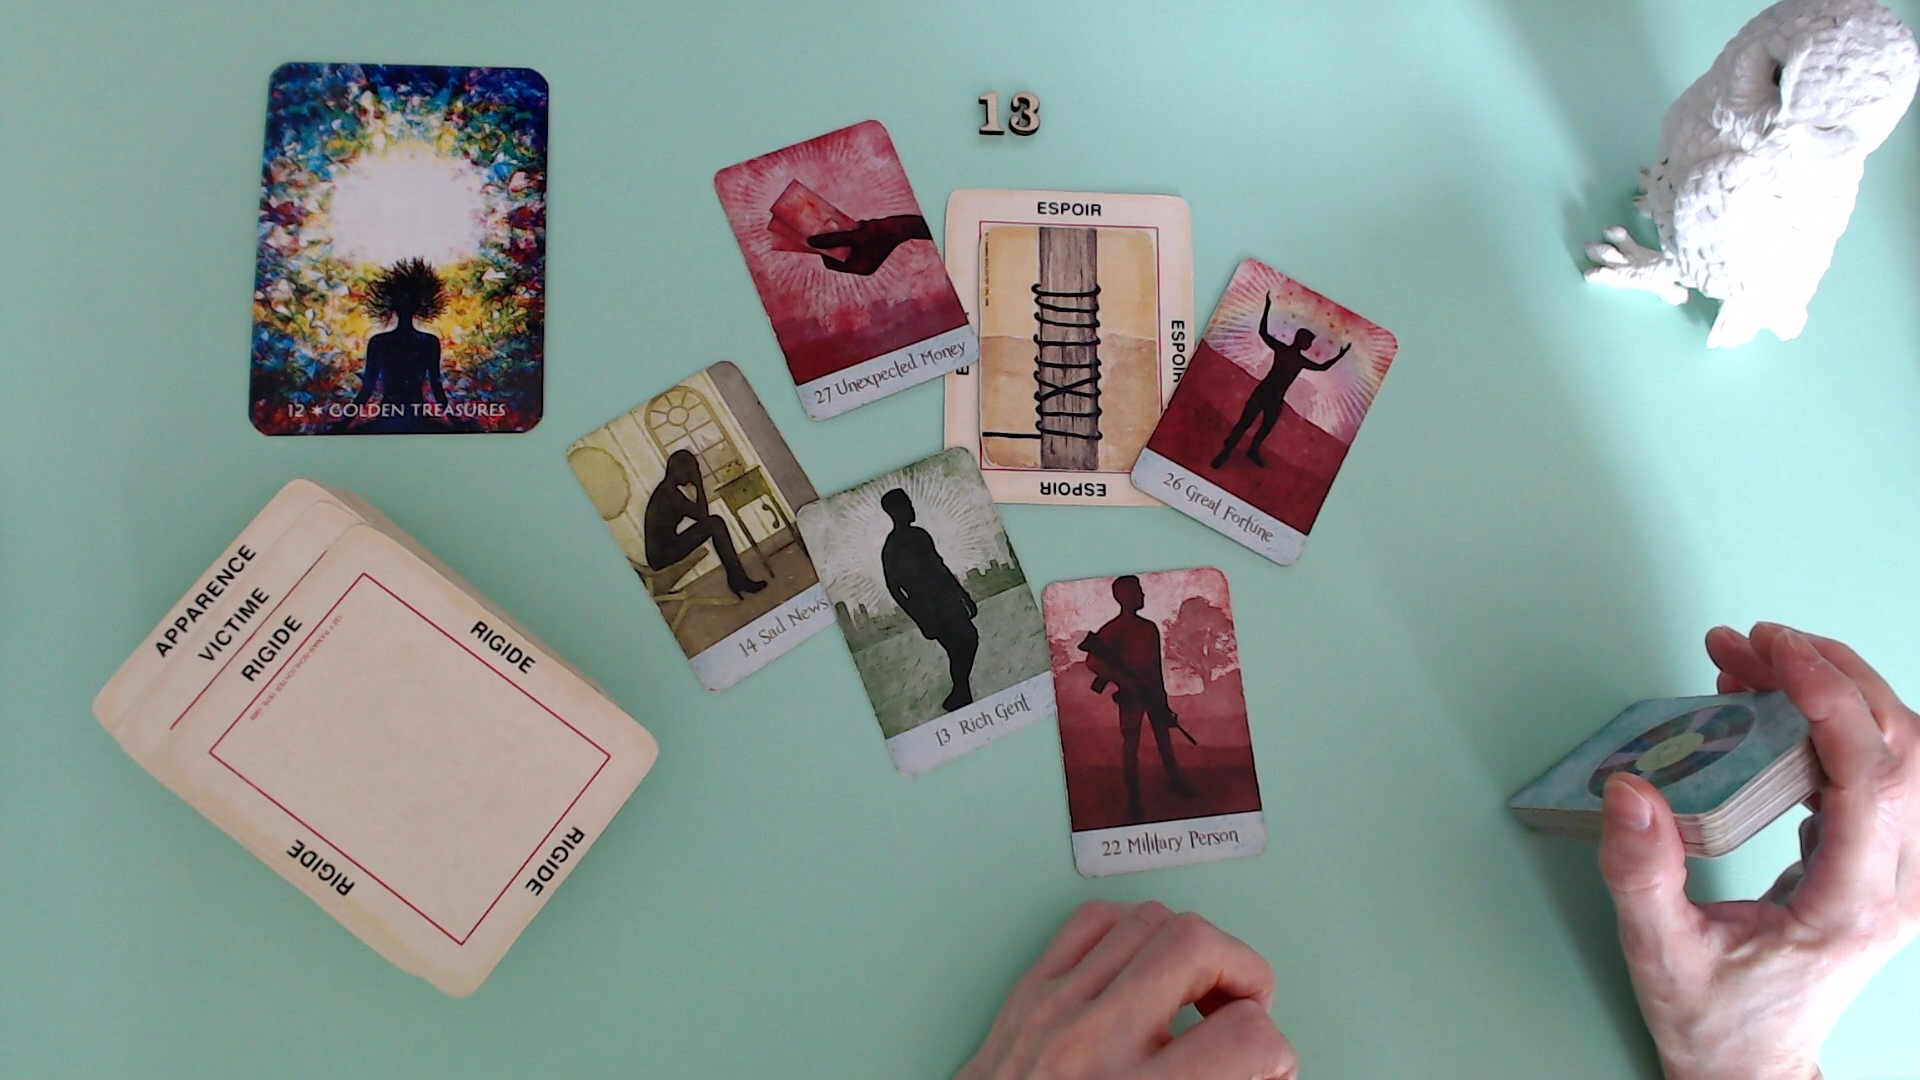 13
12 ★ GOLDEN TREASURES
27 Unexpected Money
ESPOIR
ESPOIR
ESPOIR
26 Great Fortune
14 Sad News
13 Rich Gent
22 Military Person
APPARENCE
VICTIME
RIGIDE
RIGIDE
RIGIDE
RIGIDE